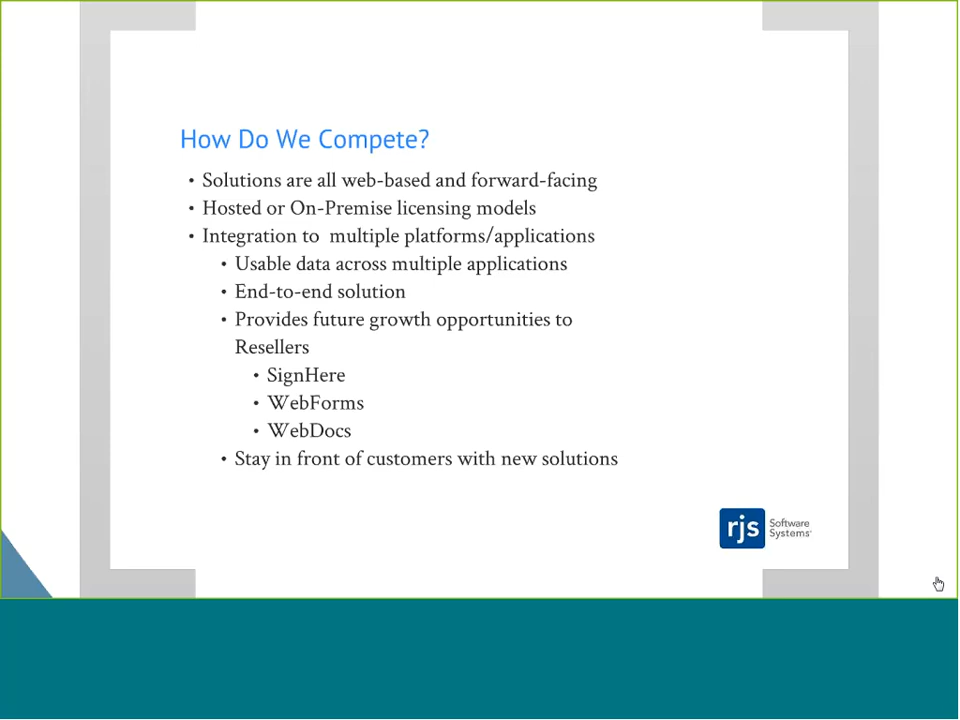 How Do We Compete?
• Solutions are all web-based and forward-facing
• Hosted or On-Premise licensing models
• Integration to  multiple platforms/applications
• Usable data across multiple applications
• End-to-end solution
• Provides future growth opportunities to
Resellers
• SignHere
• WebForms
• WebDocs
• Stay in front of customers with new solutions
rjs Software
Systems